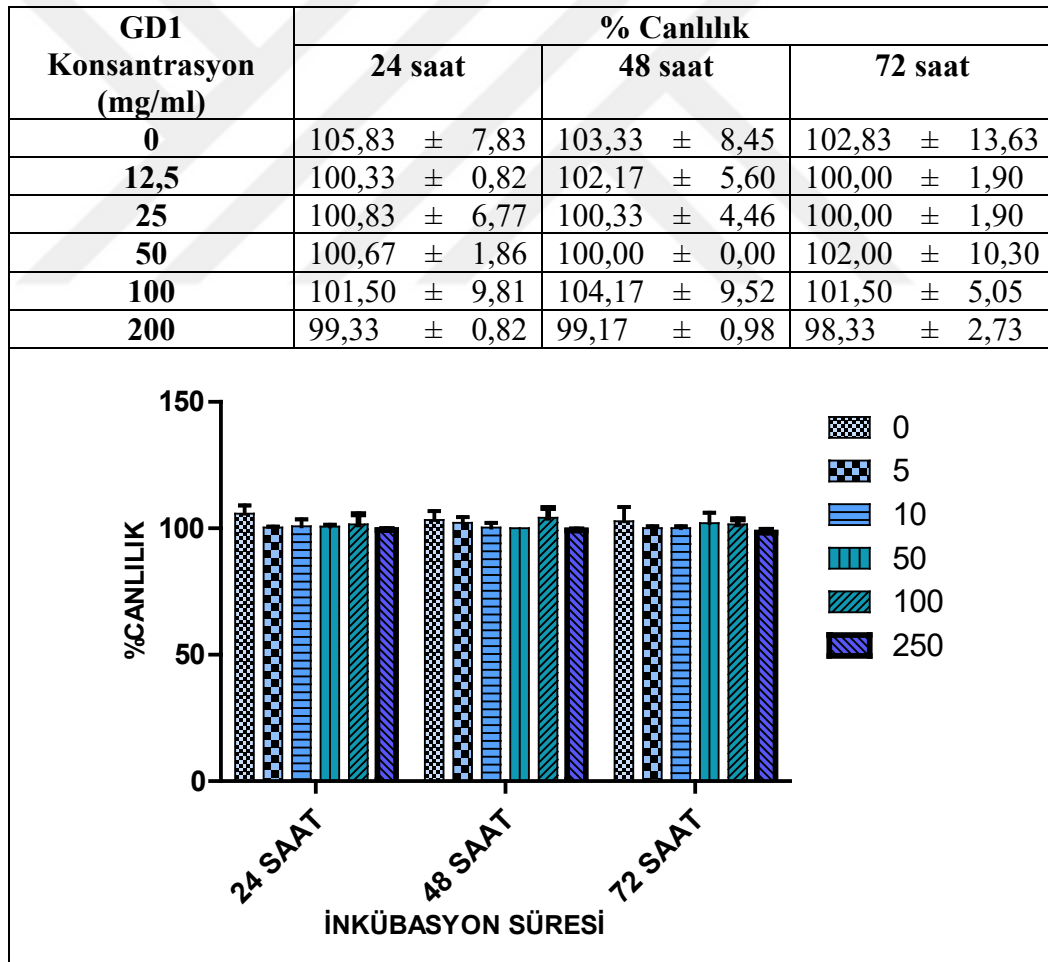 GD1
Konsantrasyon
(mg/ml)
% Canlılık
24 saat 48 saat 72 saat
0 105,83 ± 7,83 103,33 ± 8,45 102,83 ± 13,63
12,5 100,33 ± 0,82 102,17 ± 5,60 100,00 ± 1,90
25 100,83 ± 6,77 100,33 ± 4,46 100,00 ± 1,90
50 100,67 ± 1,86 100,00 ± 0,00 102,00 ± 10,30
100 101,50 ± 9,81 104,17 ± 9,52 101,50 ± 5,05
200 99,33 ± 0,82 99,17 ± 0,98 98,33 ± 2,73
150
100
50
0
%CANLILIK
24 SAAT
48 SAAT
72 SAAT
İNKÜBASYON SÜRESİ
0
5
10
50
100
250